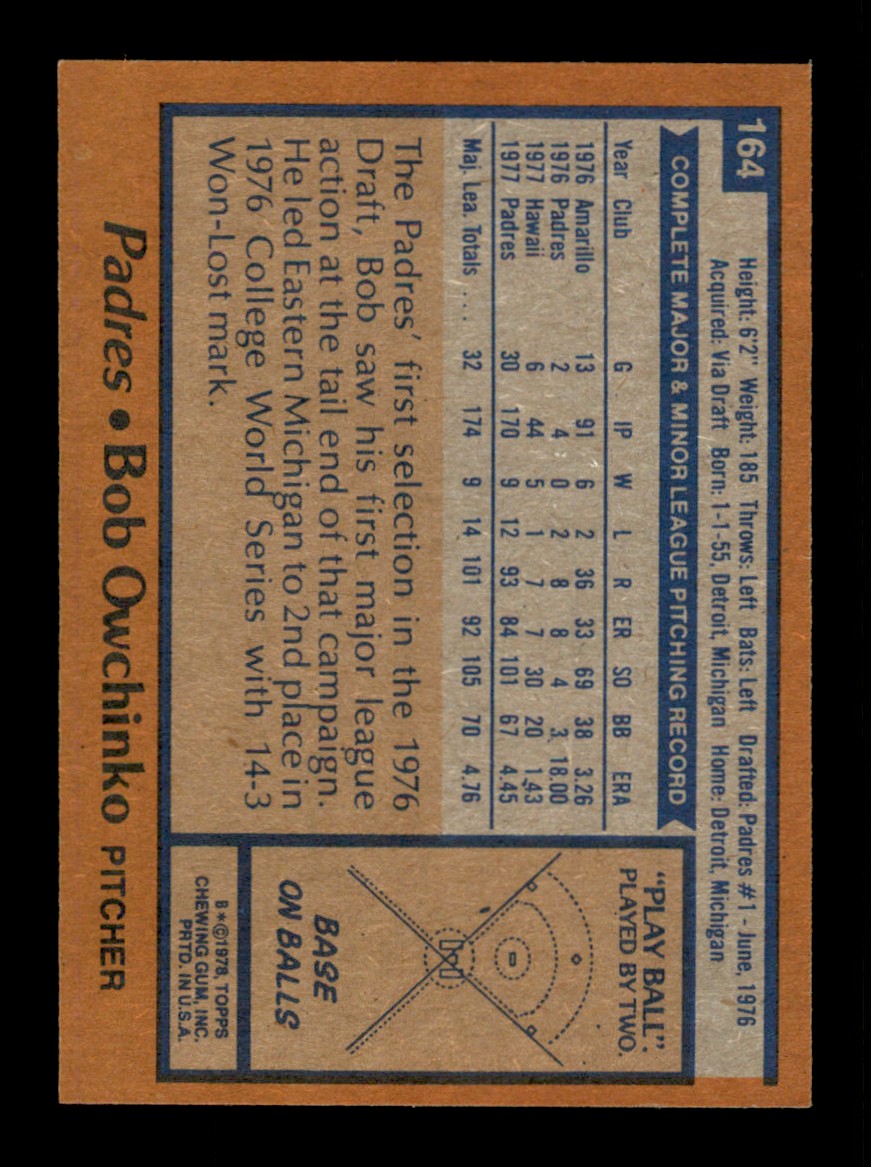 164
Height: 6'2" Weight: 185 Throws: Left Bats: Left Drafted: Padres #1 - June, 1976
Acquired: Via Draft Born: 1-1-55, Detroit, Michigan Home: Detroit, Michigan
COMPLETE MAJOR & MINOR LEAGUE PITCHING RECORD
Year Club G IP W L R ER SO BB ERA
1976 Amarillo 13 91 6 2 36 33 69 38 3.26
1976 Padres 2 4 0 2 8 8 4 3 18.00
1977 Hawaii 6 44 5 1 7 7 30 20 1.43
1977 Padres 30 170 9 12 93 84 101 67 4.45
Maj. Lea. Totals .... 32 174 9 14 101 92 105 70 4.76
The Padres' first selection in the 1976
Draft, Bob saw his first major league
action at the tail end of that campaign.
He led Eastern Michigan to 2nd place in
1976 College World Series with 14-3
Won-Lost mark.
"PLAY BALL":
PLAYED BY TWO.
BASE
ON BALLS
B*©1978, TOPPS
CHEWING GUM, INC.
PRTD. IN U.S.A.
Padres • Bob Owchinko PITCHER